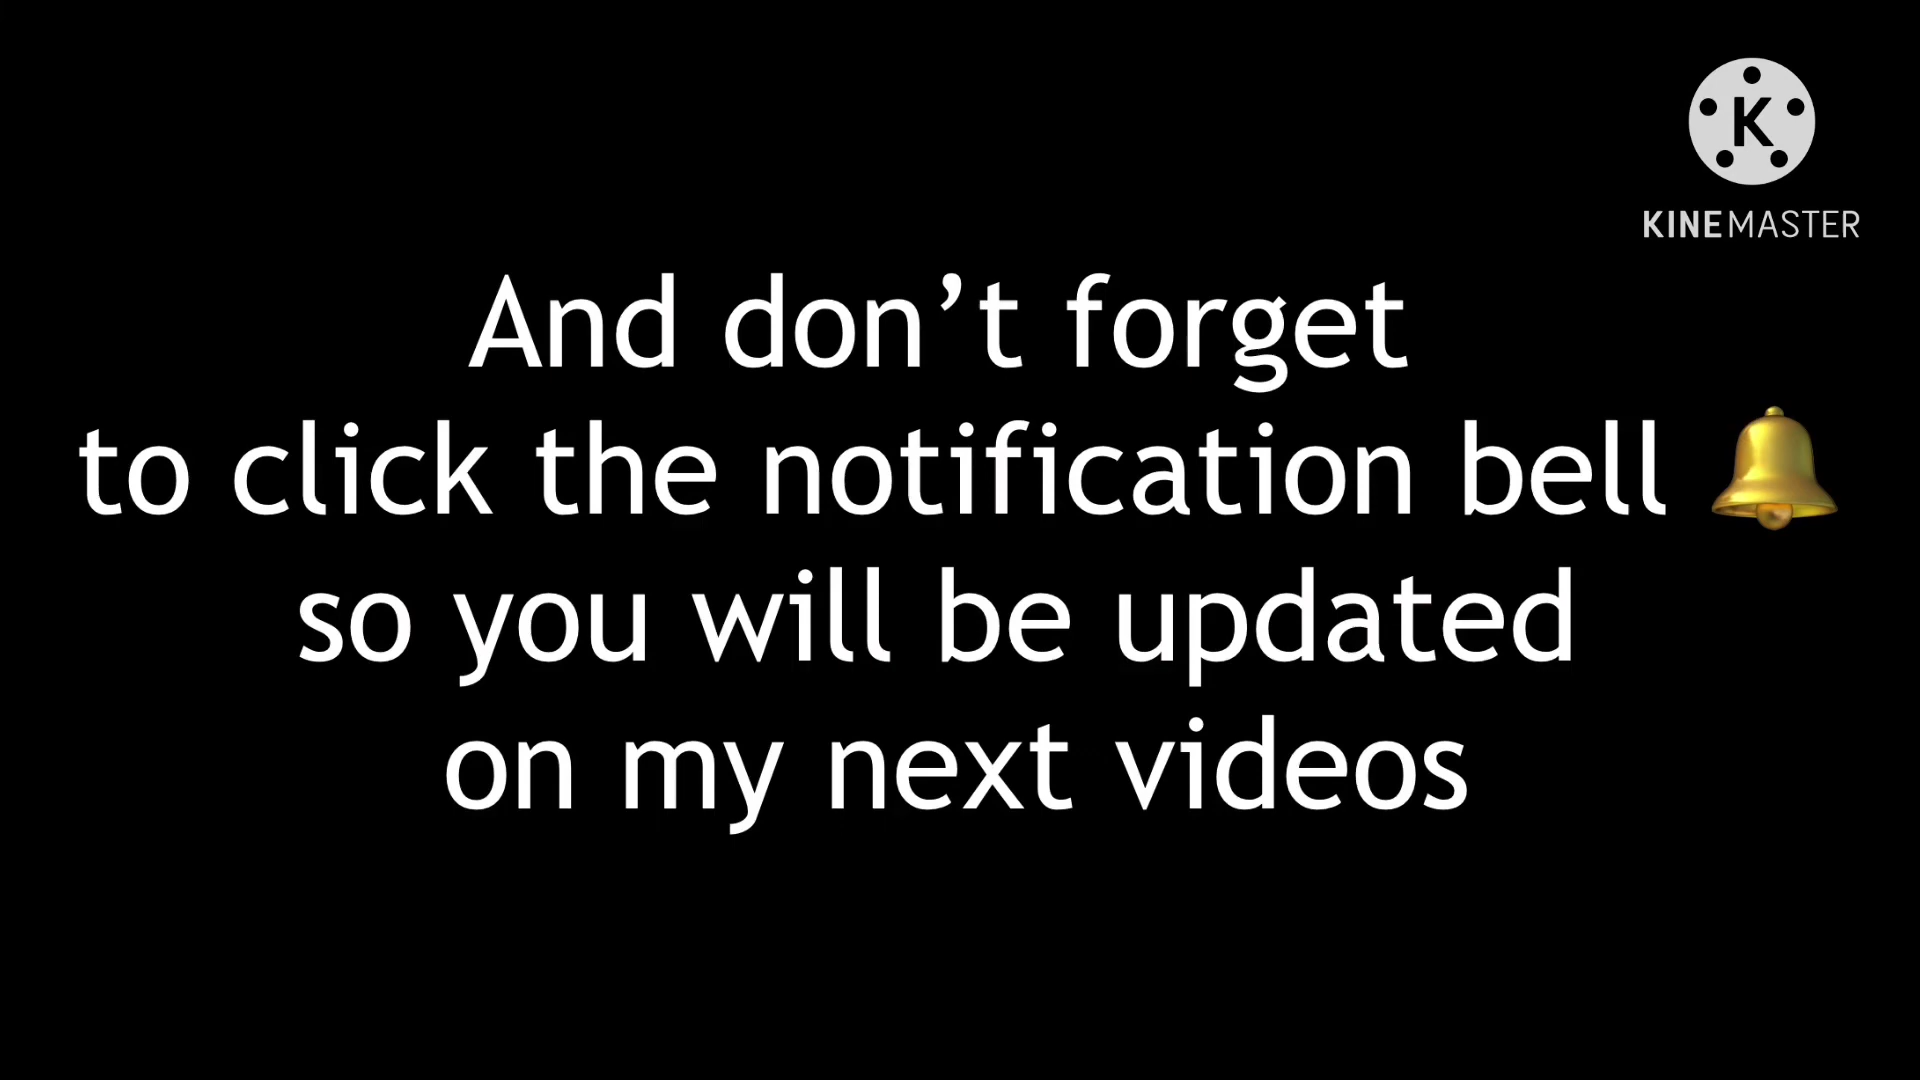 K
KINEMASTER
And don’t forget
to click the notification bell 🔔
so you will be updated
on my next videos